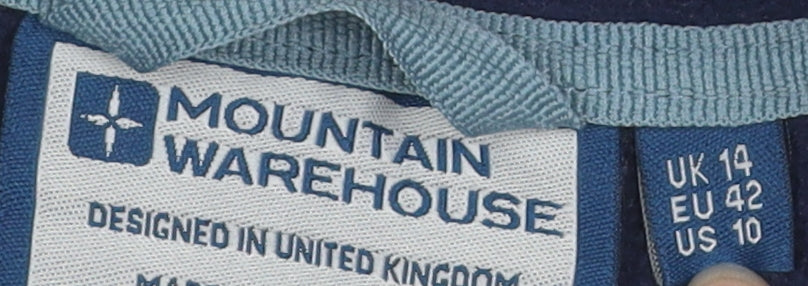 MOUNTAIN
WAREHOUSE
DESIGNED IN UNITED KINGDOM
UK 14
EU 42
US 10